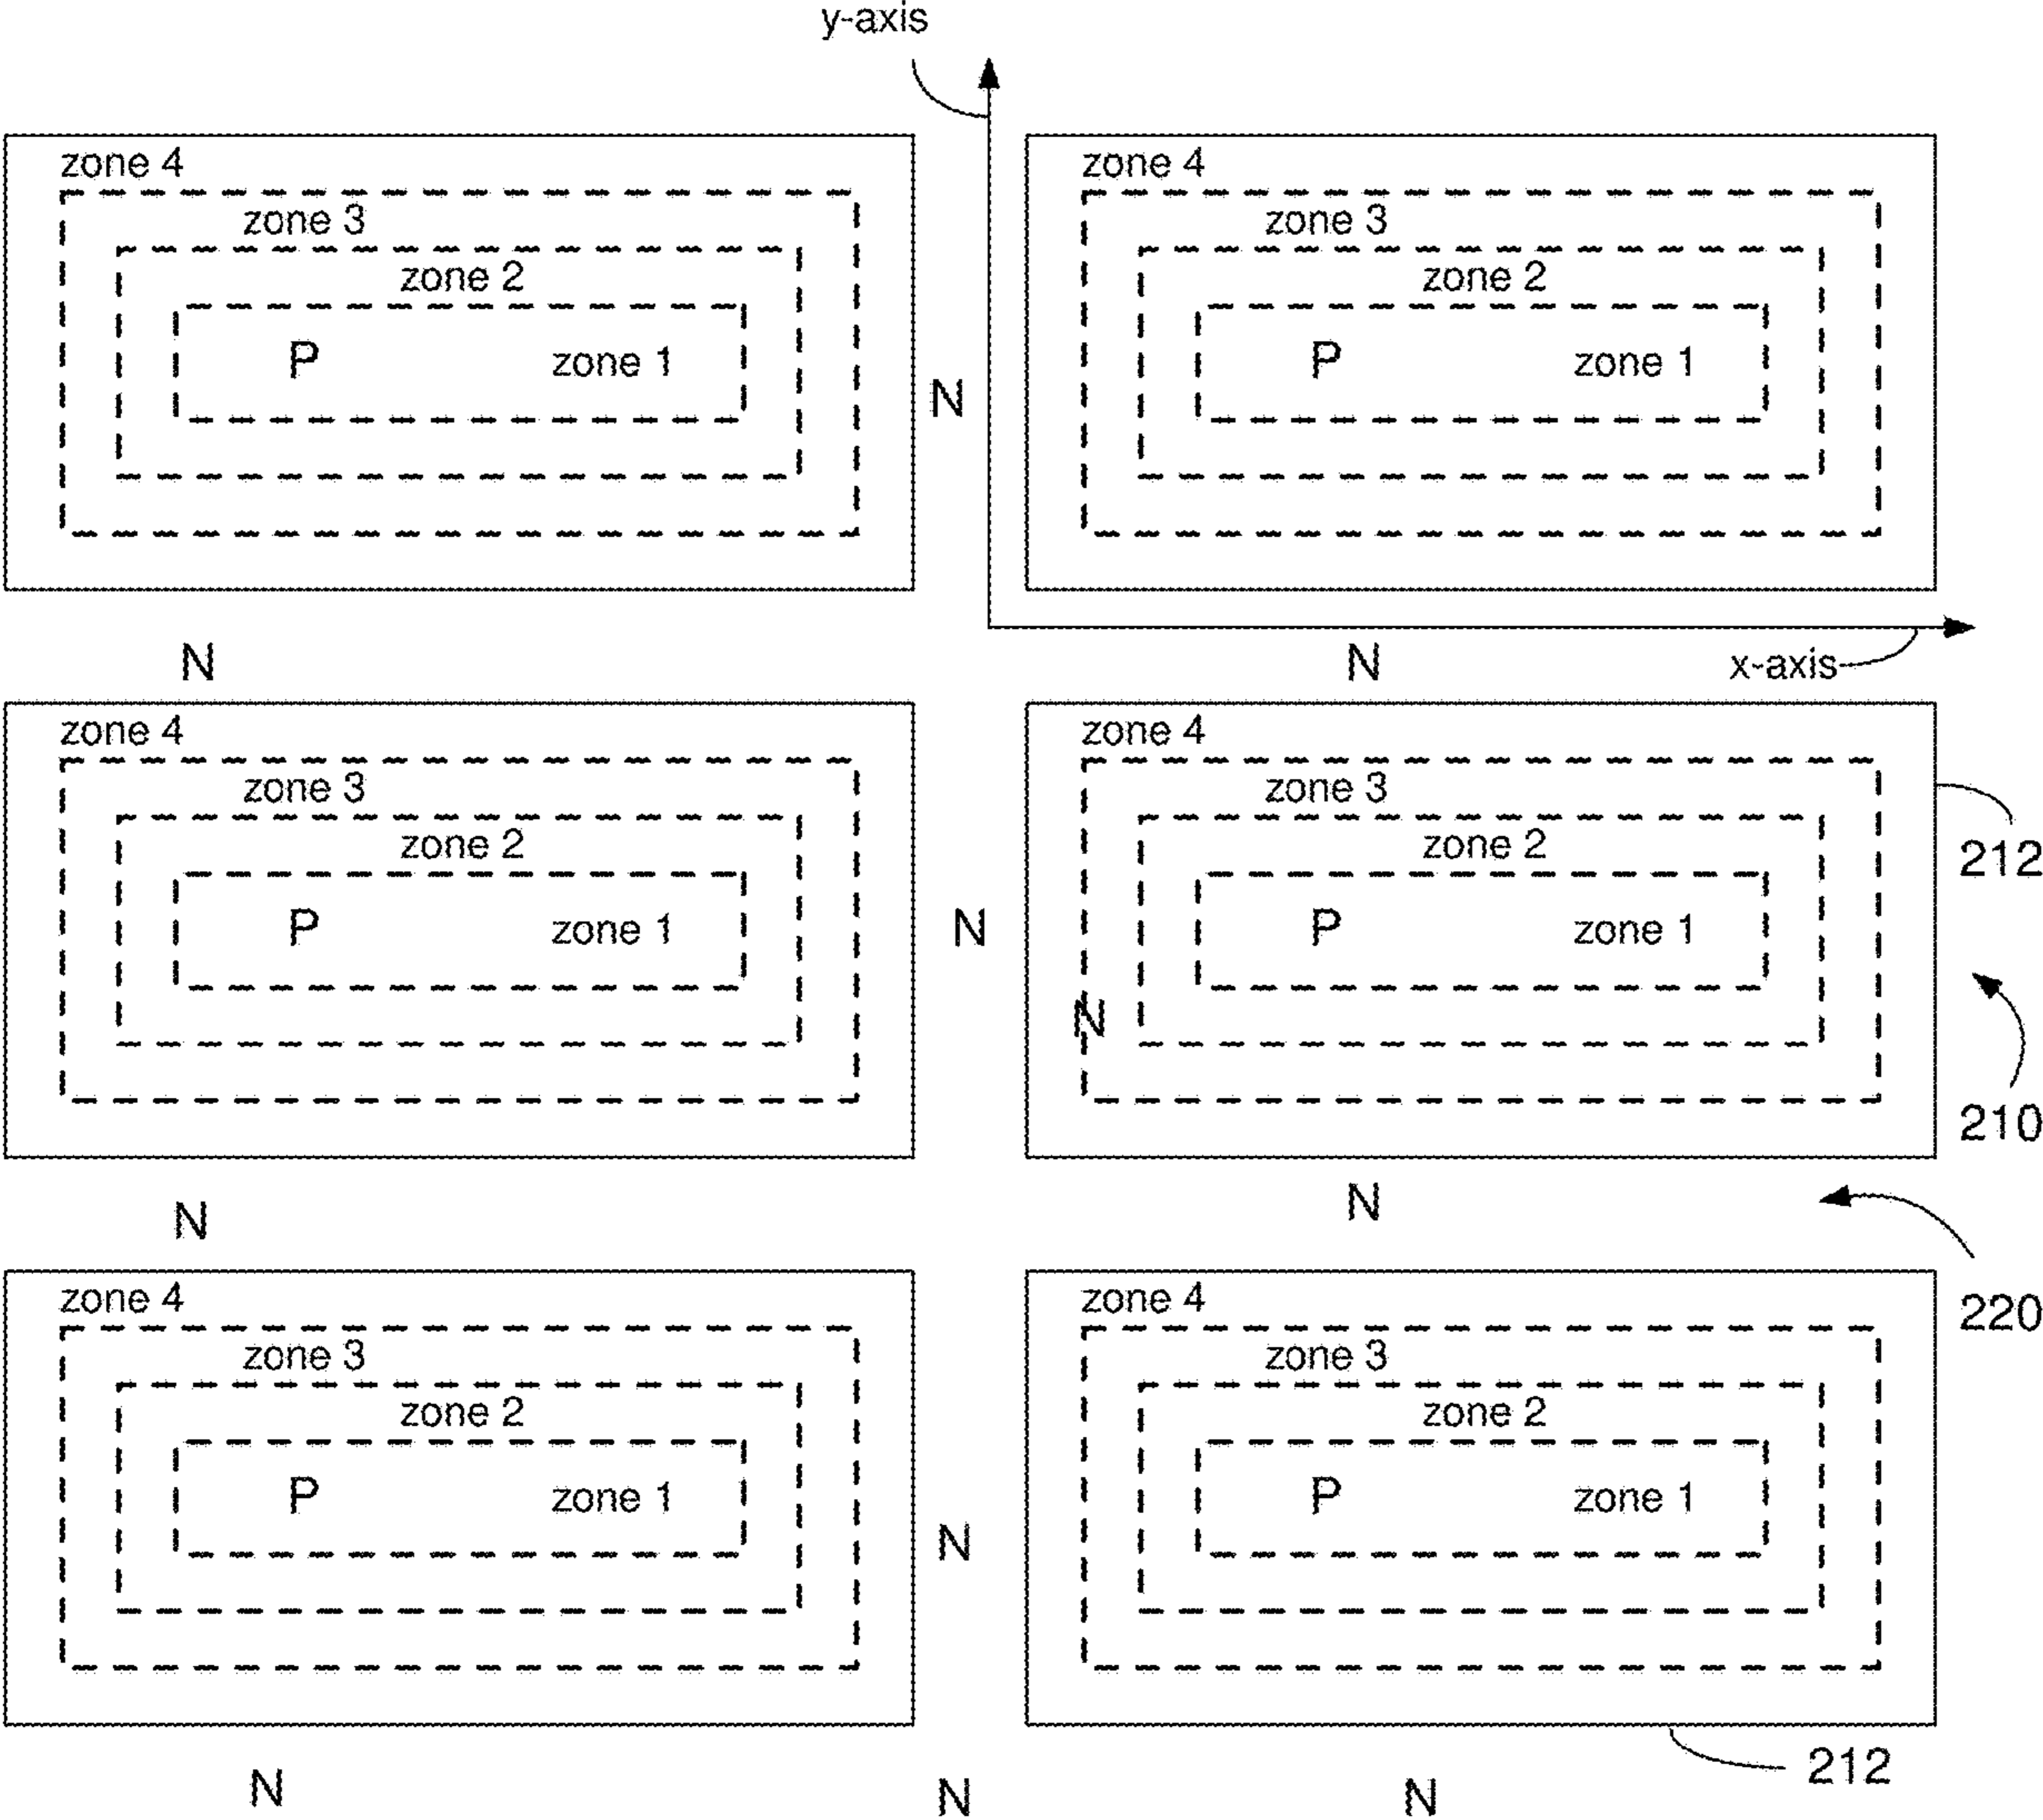 y-axis
zone 4 zone 4
zone 3 zone 3
zone 2 zone 2
P zone 1 P zone 1
N
N N x-axis
zone 4 zone 4
zone 3 zone 3
zone 2 zone 2
212
P zone 1 N P zone 1
N
210
N N
zone 4 zone 4
220
zone 3 zone 3
zone 2 zone 2
P zone 1 P zone 1
N
212
N N N